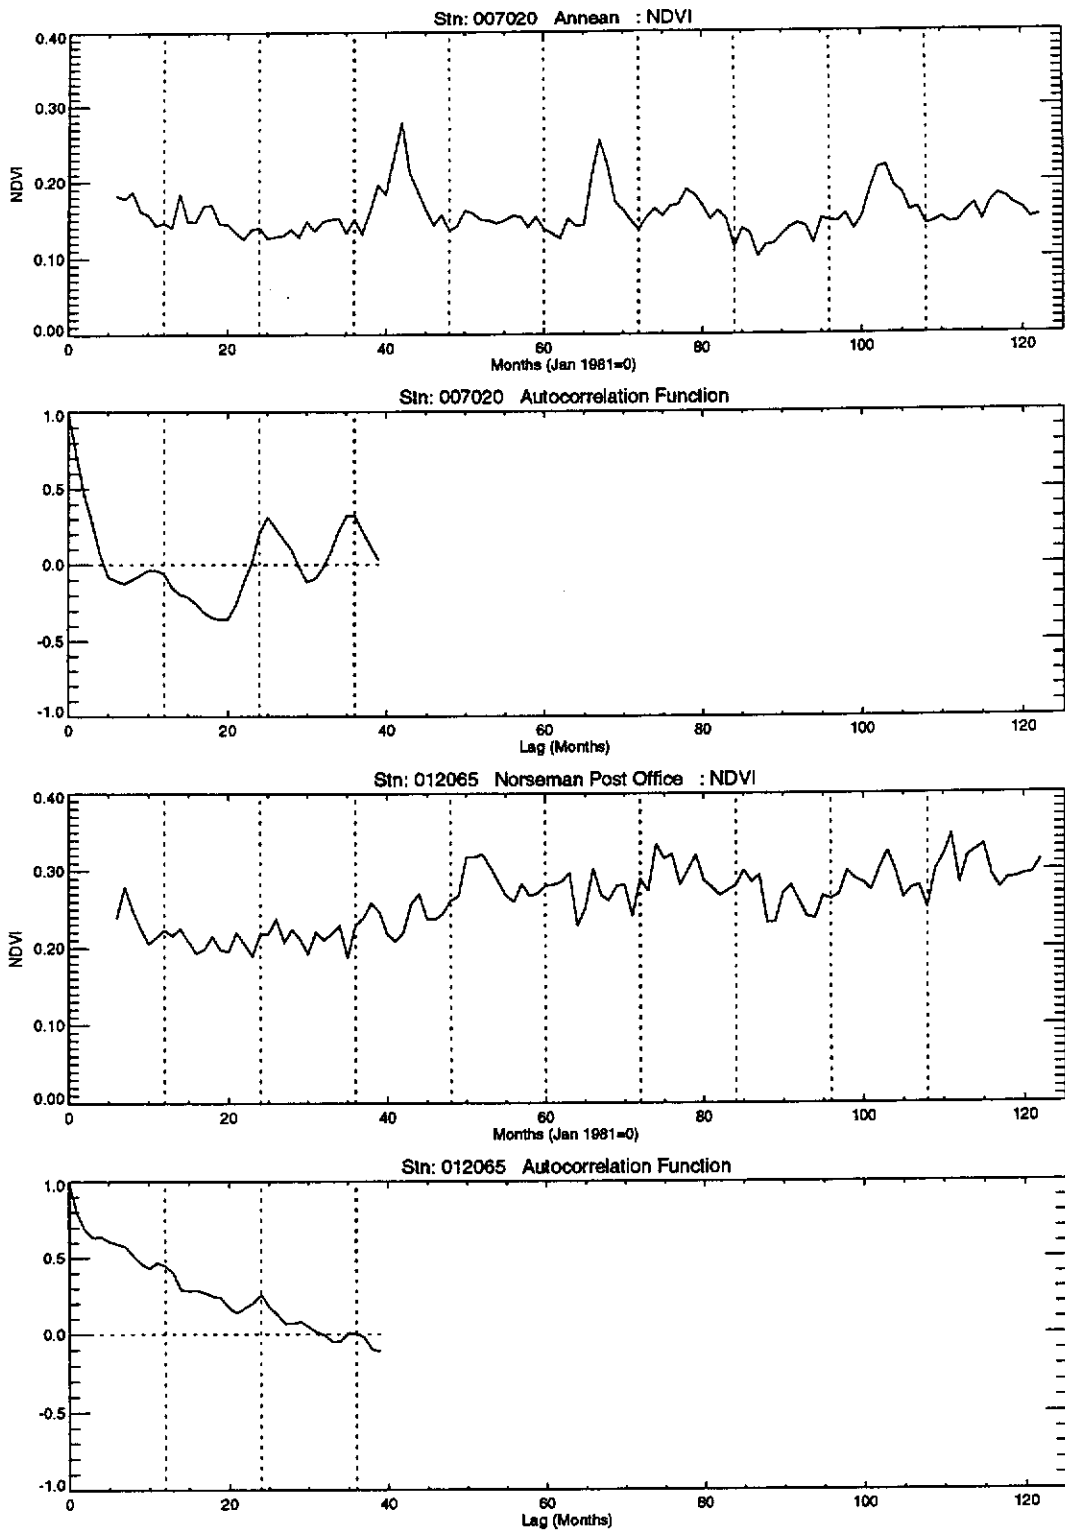 Stn: 007020 Annean : NDVI
0.40
0.30
0.20
0.10
0.00
NDVI
0 20 40 60 80 100 120
Months (Jan 1981=0)
Stn: 007020 Autocorrelation Function
1.0
0.5
0.0
-0.5
-1.0
0 20 40 60 80 100 120
Lag (Months)
Stn: 012065 Norseman Post Office : NDVI
0.40
0.30
0.20
0.10
0.00
NDVI
0 20 40 60 80 100 120
Months (Jan 1981=0)
Stn: 012065 Autocorrelation Function
1.0
0.5
0.0
-0.5
-1.0
0 20 40 60 80 100 120
Lag (Months)